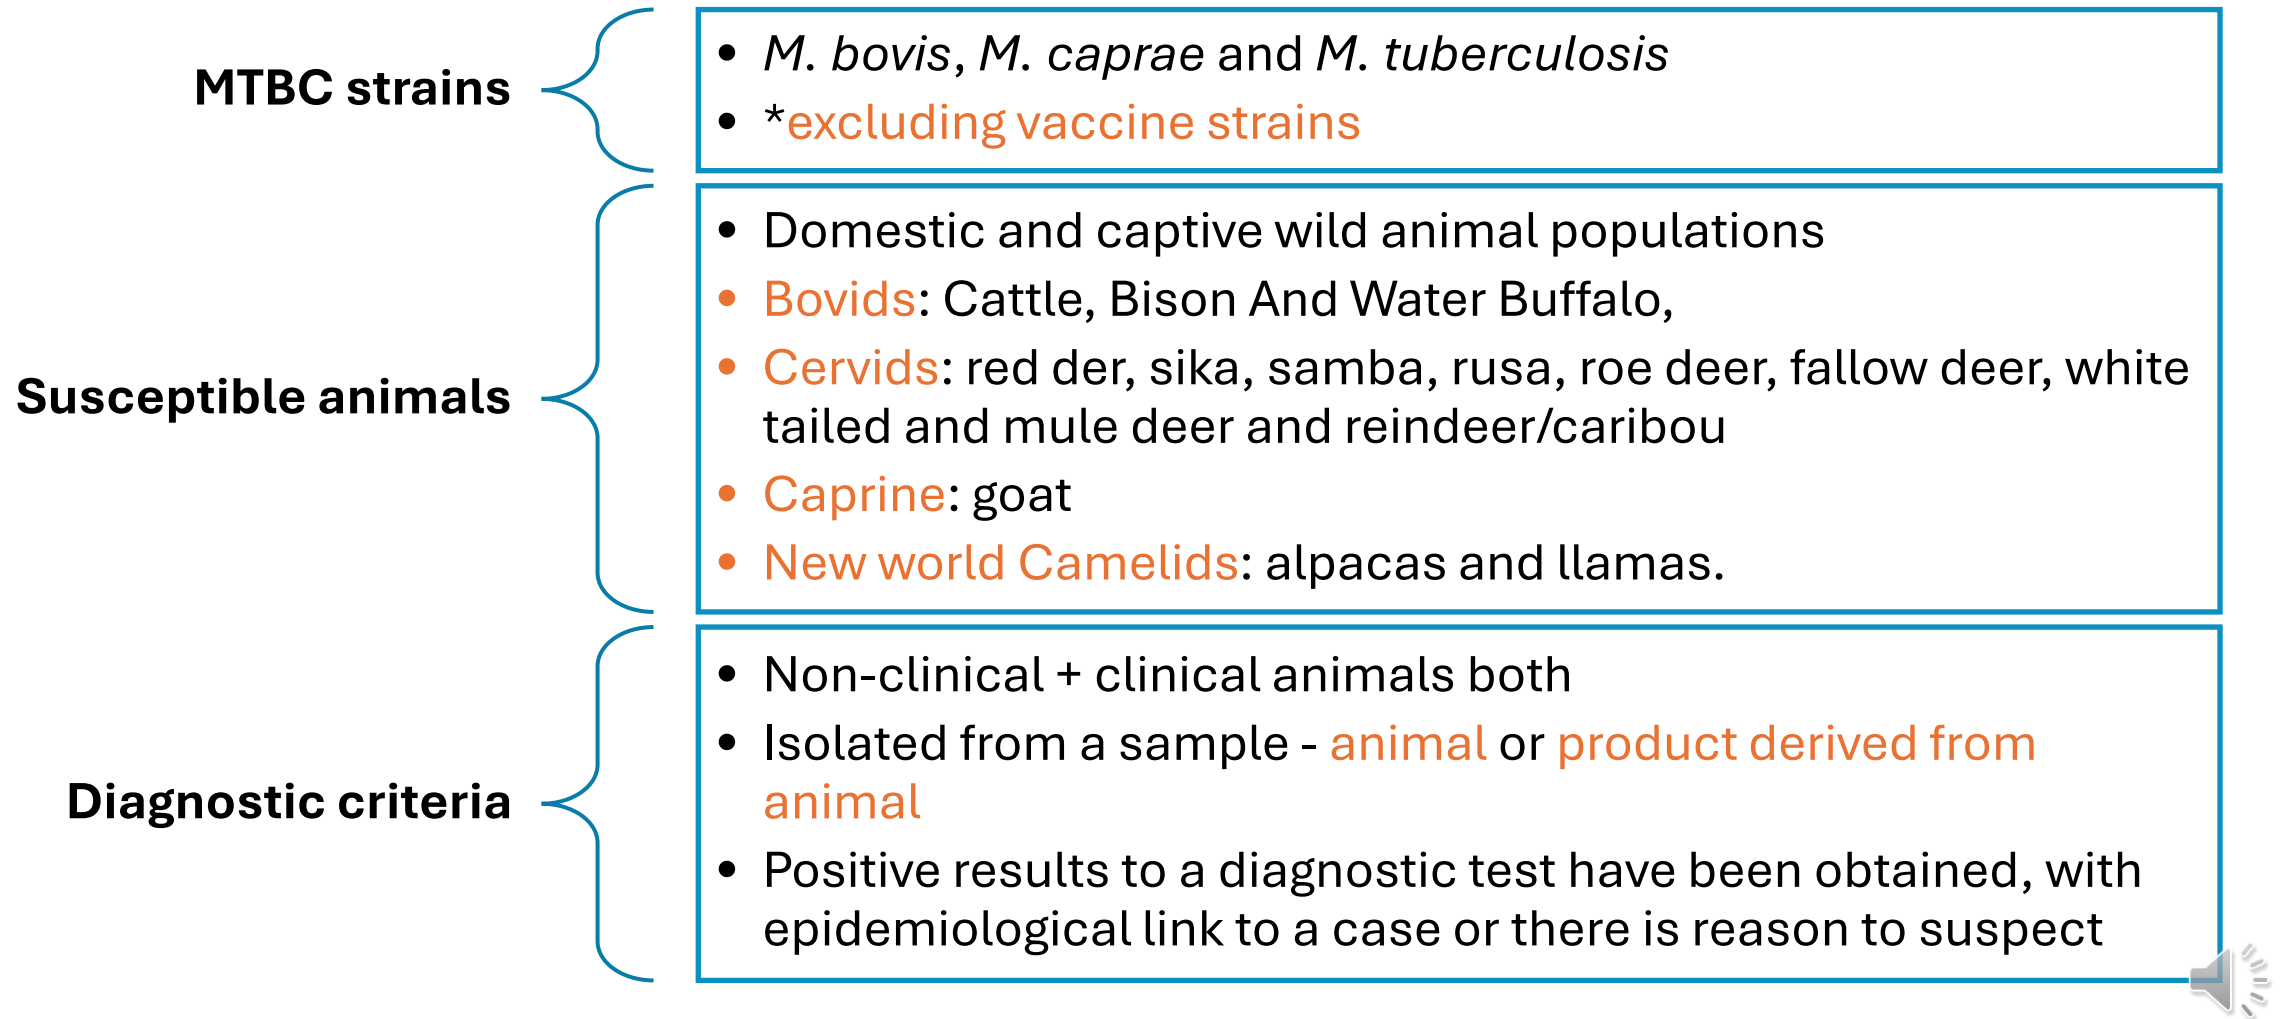 MTBC strains
• M. bovis, M. caprae and M. tuberculosis
• *excluding vaccine strains
Susceptible animals
• Domestic and captive wild animal populations
• Bovids: Cattle, Bison And Water Buffalo,
• Cervids: red der, sika, samba, rusa, roe deer, fallow deer, white
tailed and mule deer and reindeer/caribou
• Caprine: goat
• New world Camelids: alpacas and llamas.
Diagnostic criteria
• Non-clinical + clinical animals both
• Isolated from a sample - animal or product derived from
animal
• Positive results to a diagnostic test have been obtained, with
epidemiological link to a case or there is reason to suspect